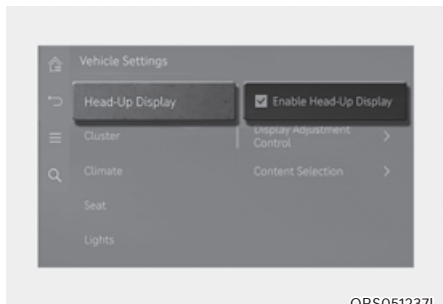 Vehicle Settings
Head-Up Display
Enable Head-Up Display
Cluster
Display Adjustment
Control
Climate
Content Selection
Seat
Lights